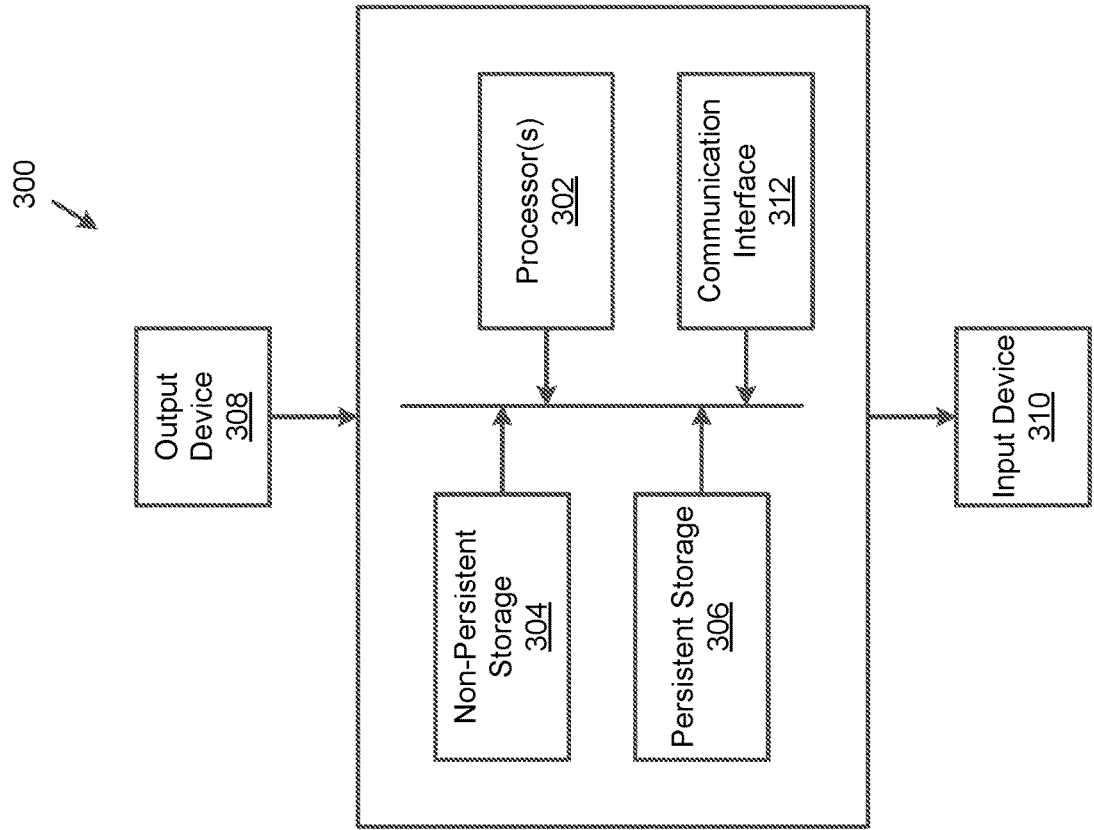 300
Output
Device
308
Non-Persistent
Storage
304
Processor(s)
302
Persistent Storage
306
Communication
Interface
312
Input Device
310